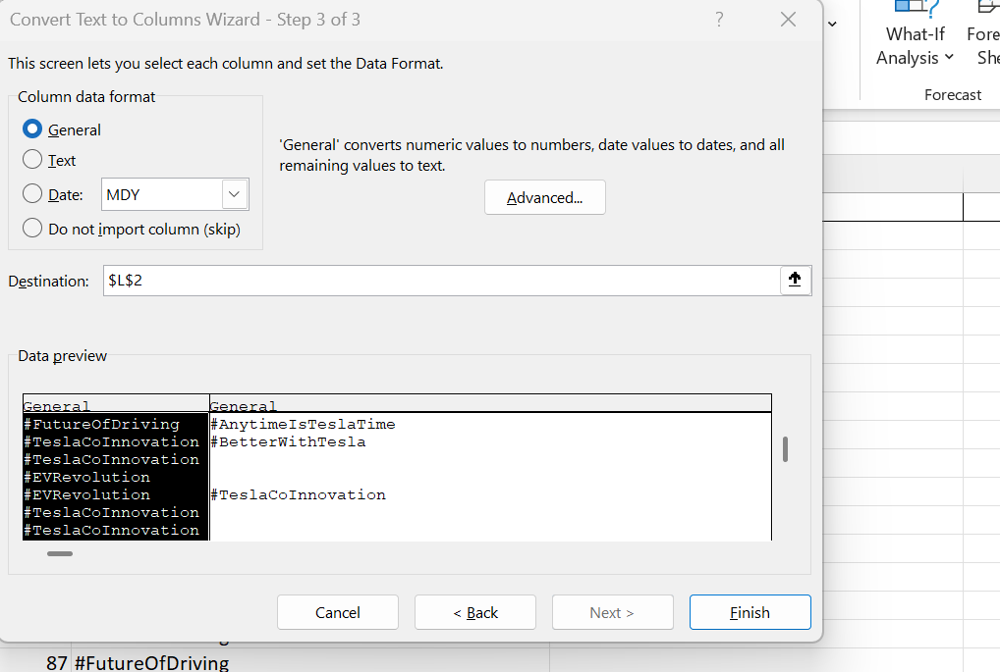 Convert Text to Columns Wizard - Step 3 of 3
?
What-If
Analysis
Forecast
This screen lets you select each column and set the Data Format.
Column data format
General
Text
Date:
MDY
Do not import column (skip)
'General' converts numeric values to numbers, date values to dates, and all
remaining values to text.
Advanced...
Destination:
$L$2
Data preview
General General
#FutureOfDriving #AnytimeIsTeslaTime
#TeslaCoInnovation #BetterWithTesla
#TeslaCoInnovation
#EVRevolution
#EVRevolution #TeslaCoInnovation
#TeslaCoInnovation
#TeslaCoInnovation
Cancel
< Back
Next >
Finish
87 #FutureOfDriving